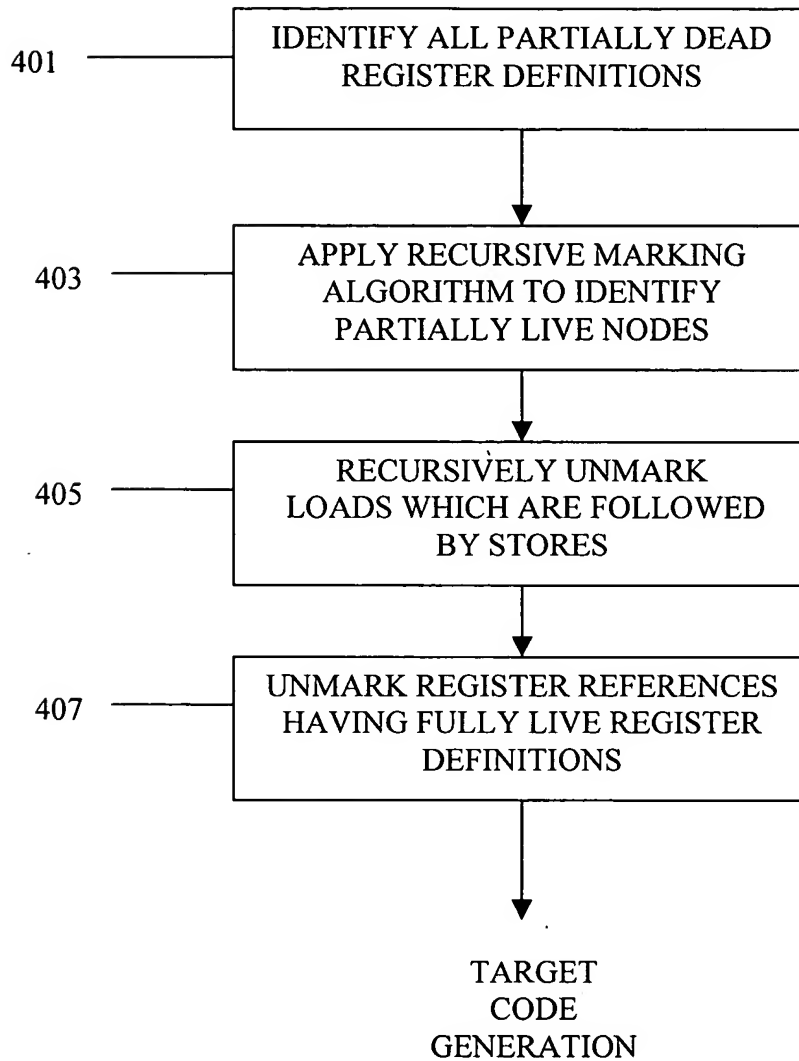 IDENTIFY ALL PARTIALLY DEAD
REGISTER DEFINITIONS
401
APPLY RECURSIVE MARKING
ALGORITHM TO IDENTIFY
PARTIALLY LIVE NODES
403
RECURSIVELY UNMARK
LOADS WHICH ARE FOLLOWED
BY STORES
405
UNMARK REGISTER REFERENCES
HAVING FULLY LIVE REGISTER
DEFINITIONS
407
TARGET
CODE
GENERATION